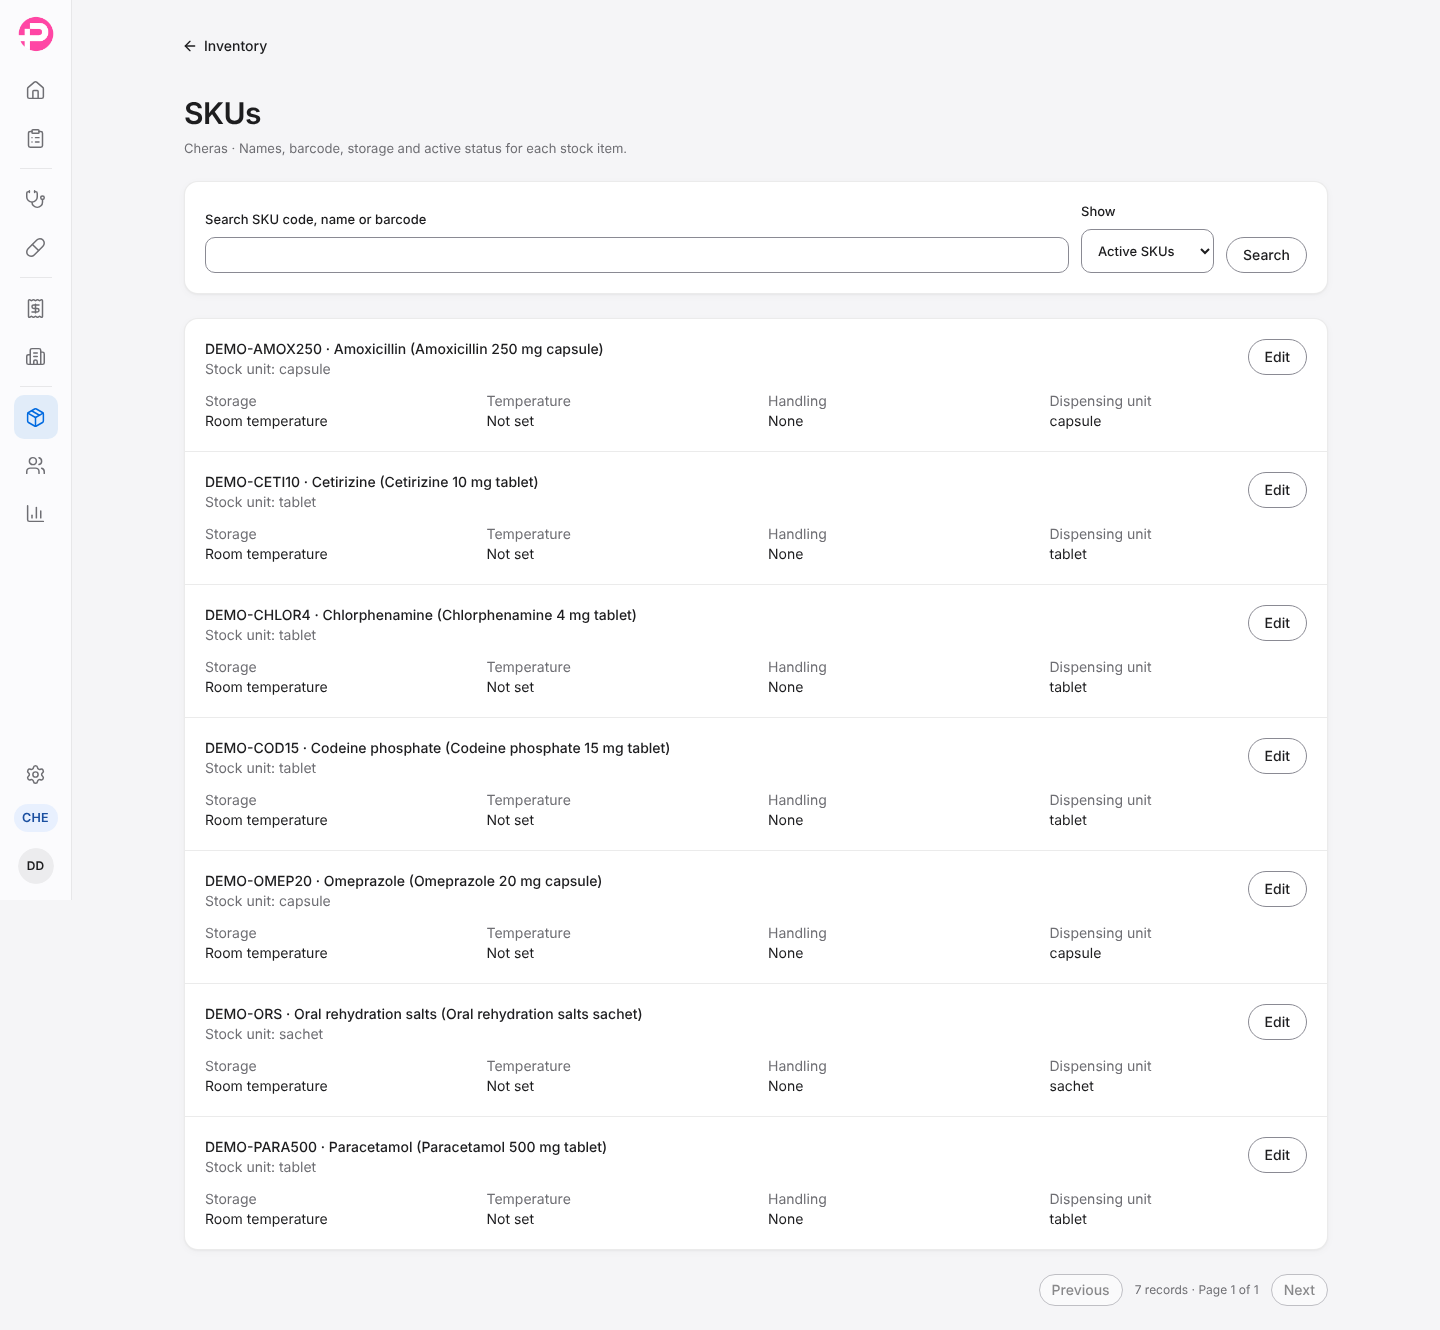 Inventory
SKUs
Cheras · Names, barcode, storage and active status for each stock item.
Search SKU code, name or barcode
Show
Active SKUs
Search
DEMO-AMOX250 · Amoxicillin (Amoxicillin 250 mg capsule)
Edit
Stock unit: capsule
Storage Temperature Handling Dispensing unit
Room temperature Not set None capsule
DEMO-CETI10 · Cetirizine (Cetirizine 10 mg tablet)
Edit
Stock unit: tablet
Storage Temperature Handling Dispensing unit
Room temperature Not set None tablet
DEMO-CHLOR4 · Chlorphenamine (Chlorphenamine 4 mg tablet)
Edit
Stock unit: tablet
Storage Temperature Handling Dispensing unit
Room temperature Not set None tablet
DEMO-COD15 · Codeine phosphate (Codeine phosphate 15 mg tablet)
Edit
Stock unit: tablet
Storage Temperature Handling Dispensing unit
Room temperature Not set None tablet
DEMO-OMEP20 · Omeprazole (Omeprazole 20 mg capsule)
Edit
Stock unit: capsule
Storage Temperature Handling Dispensing unit
Room temperature Not set None capsule
DEMO-ORS · Oral rehydration salts (Oral rehydration salts sachet)
Edit
Stock unit: sachet
Storage Temperature Handling Dispensing unit
Room temperature Not set None sachet
DEMO-PARA500 · Paracetamol (Paracetamol 500 mg tablet)
Edit
Stock unit: tablet
Storage Temperature Handling Dispensing unit
Room temperature Not set None tablet
Previous 7 records · Page 1 of 1 Next
CHE
DD